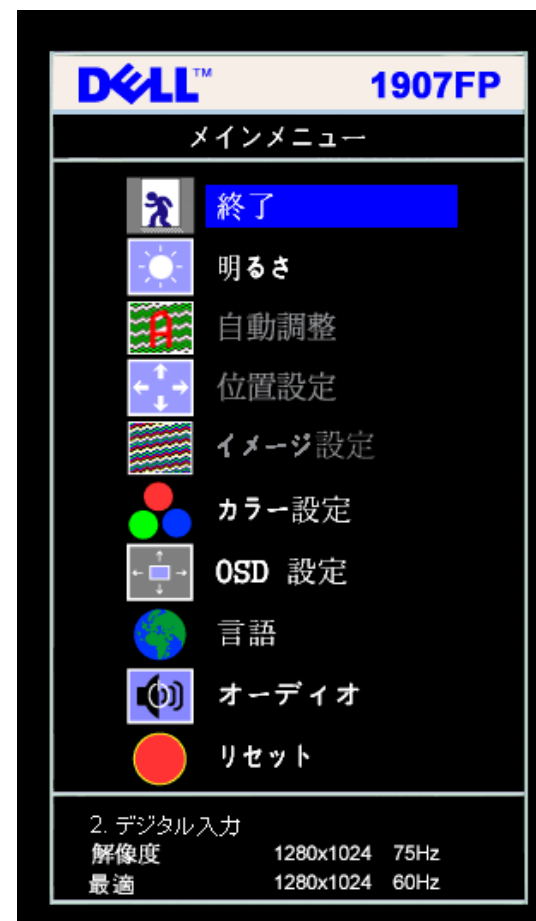 DELL™ 1907FP
メインメニュー
終了
明るさ
自動調整
位置設定
イメージ設定
カラー設定
OSD 設定
言語
オーディオ
リセット
2. デジタル入力
解像度 1280x1024 75Hz
最適 1280x1024 60Hz